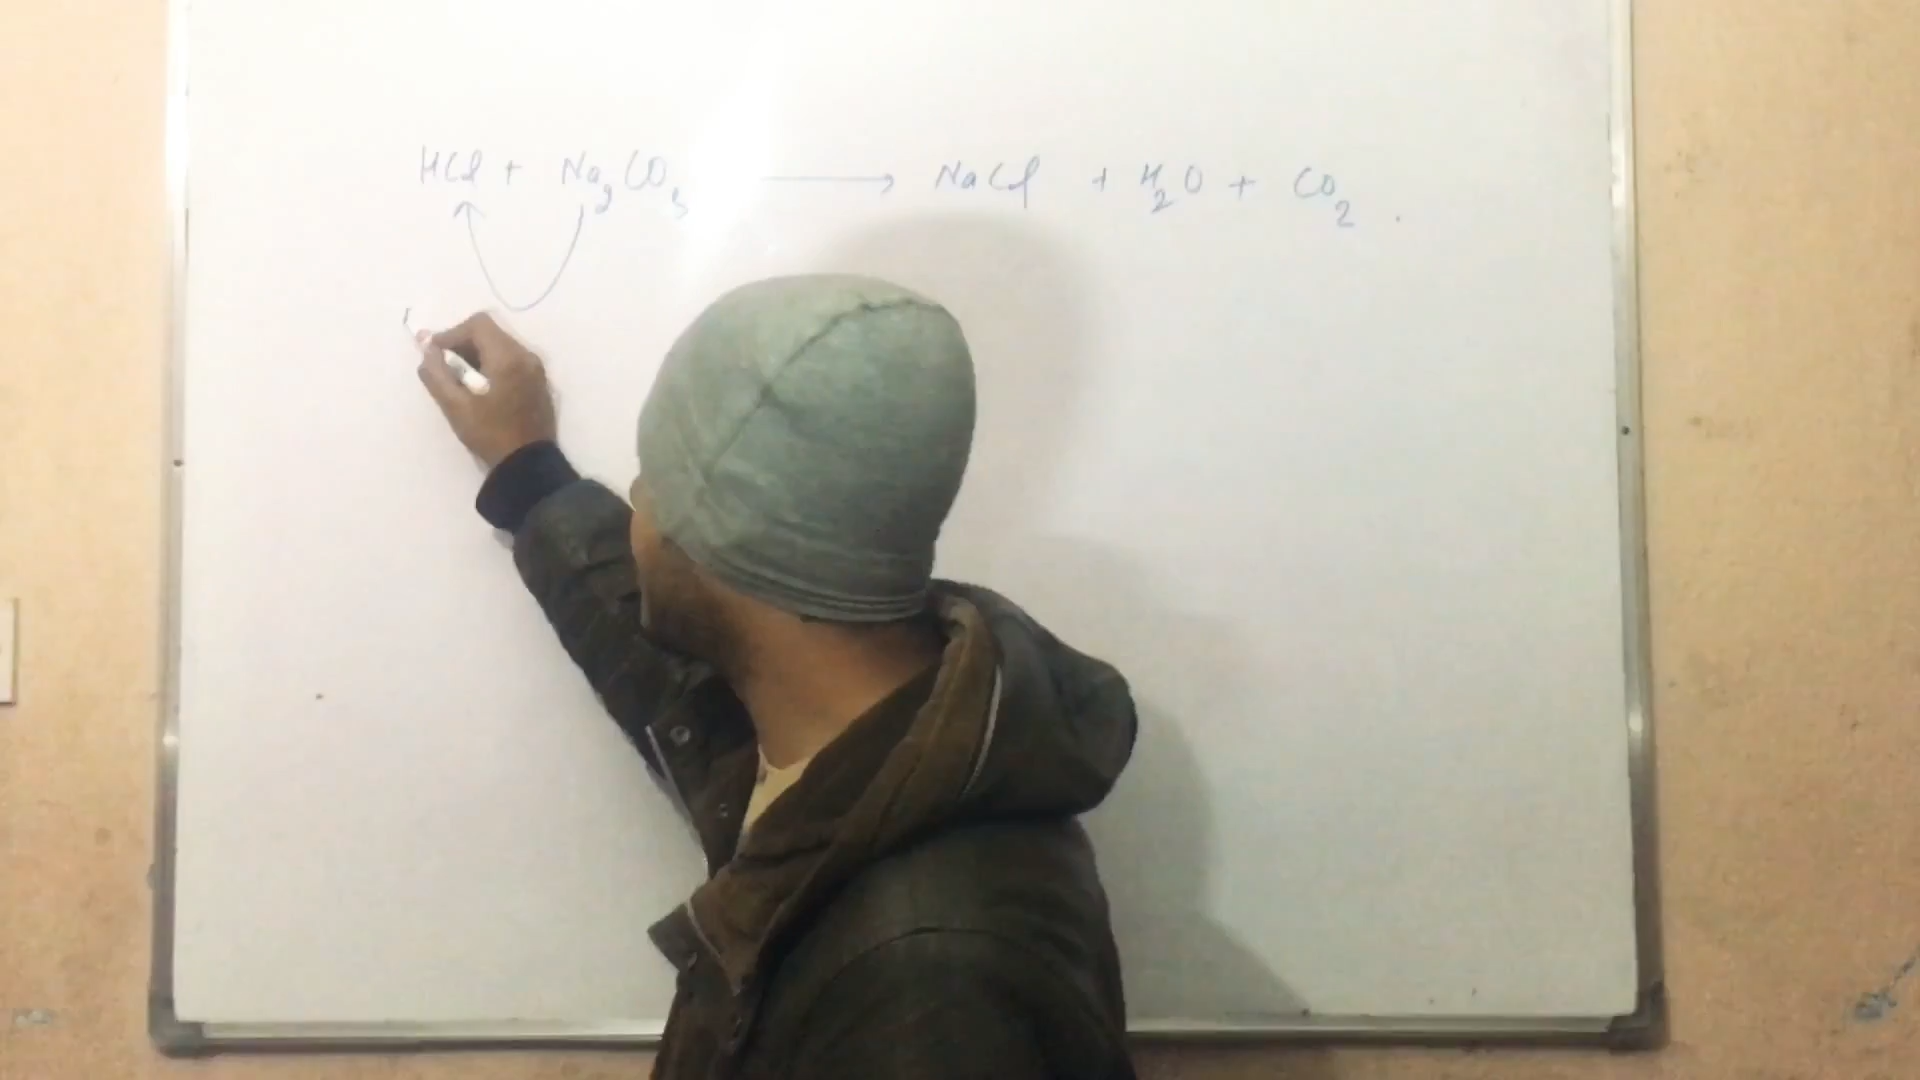 HCl + Na2CO3 → NaCl + H2O + CO2.